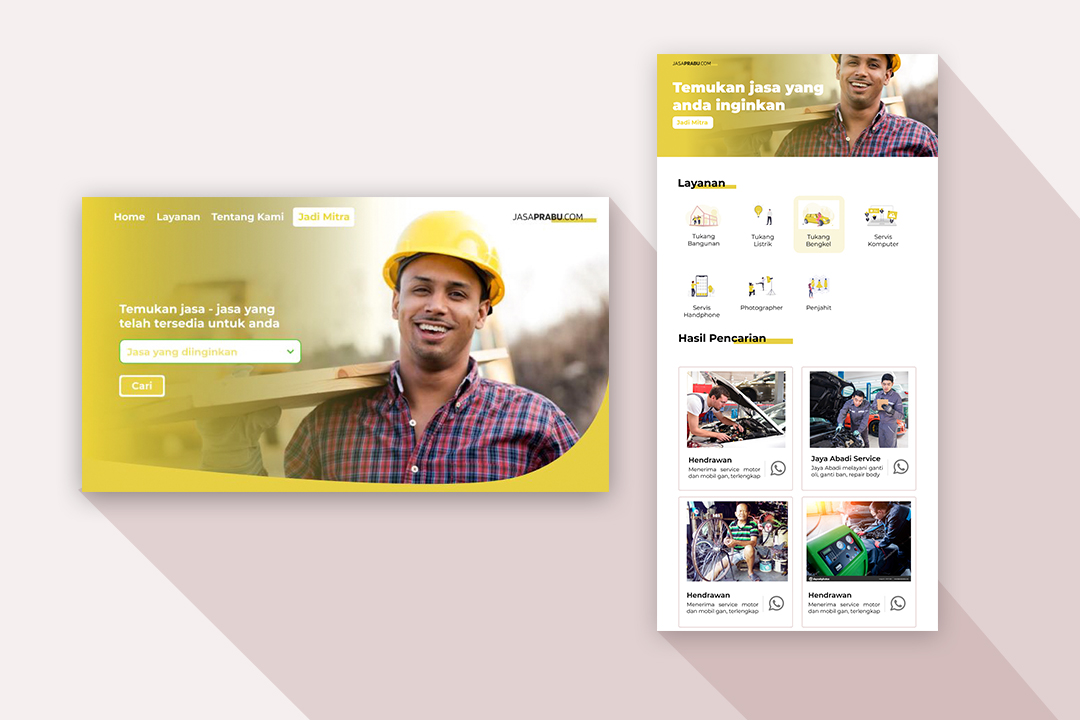 Home Layanan Tentang Kami Jadi Mitra
JASAPRABU.COM
Temukan jasa - jasa yang
telah tersedia untuk anda
Jasa yang diinginkan
Cari
JASAPRABU.COM
Temukan jasa yang
anda inginkan
Jadi Mitra
Layanan
Tukang
Bangunan
Tukang
Listrik
Tukang
Bengkel
Servis
Komputer
Servis
Handphone
Photographer
Penjahit
Hasil Pencarian
Hendrawan
Menerima service motor
dan mobil gan, terlengkap
Jaya Abadi Service
Jaya Abadi melayani ganti
oli, ganti ban, repair body
Hendrawan
Menerima service motor
dan mobil gan, terlengkap
Hendrawan
Menerima service motor
dan mobil gan, terlengkap